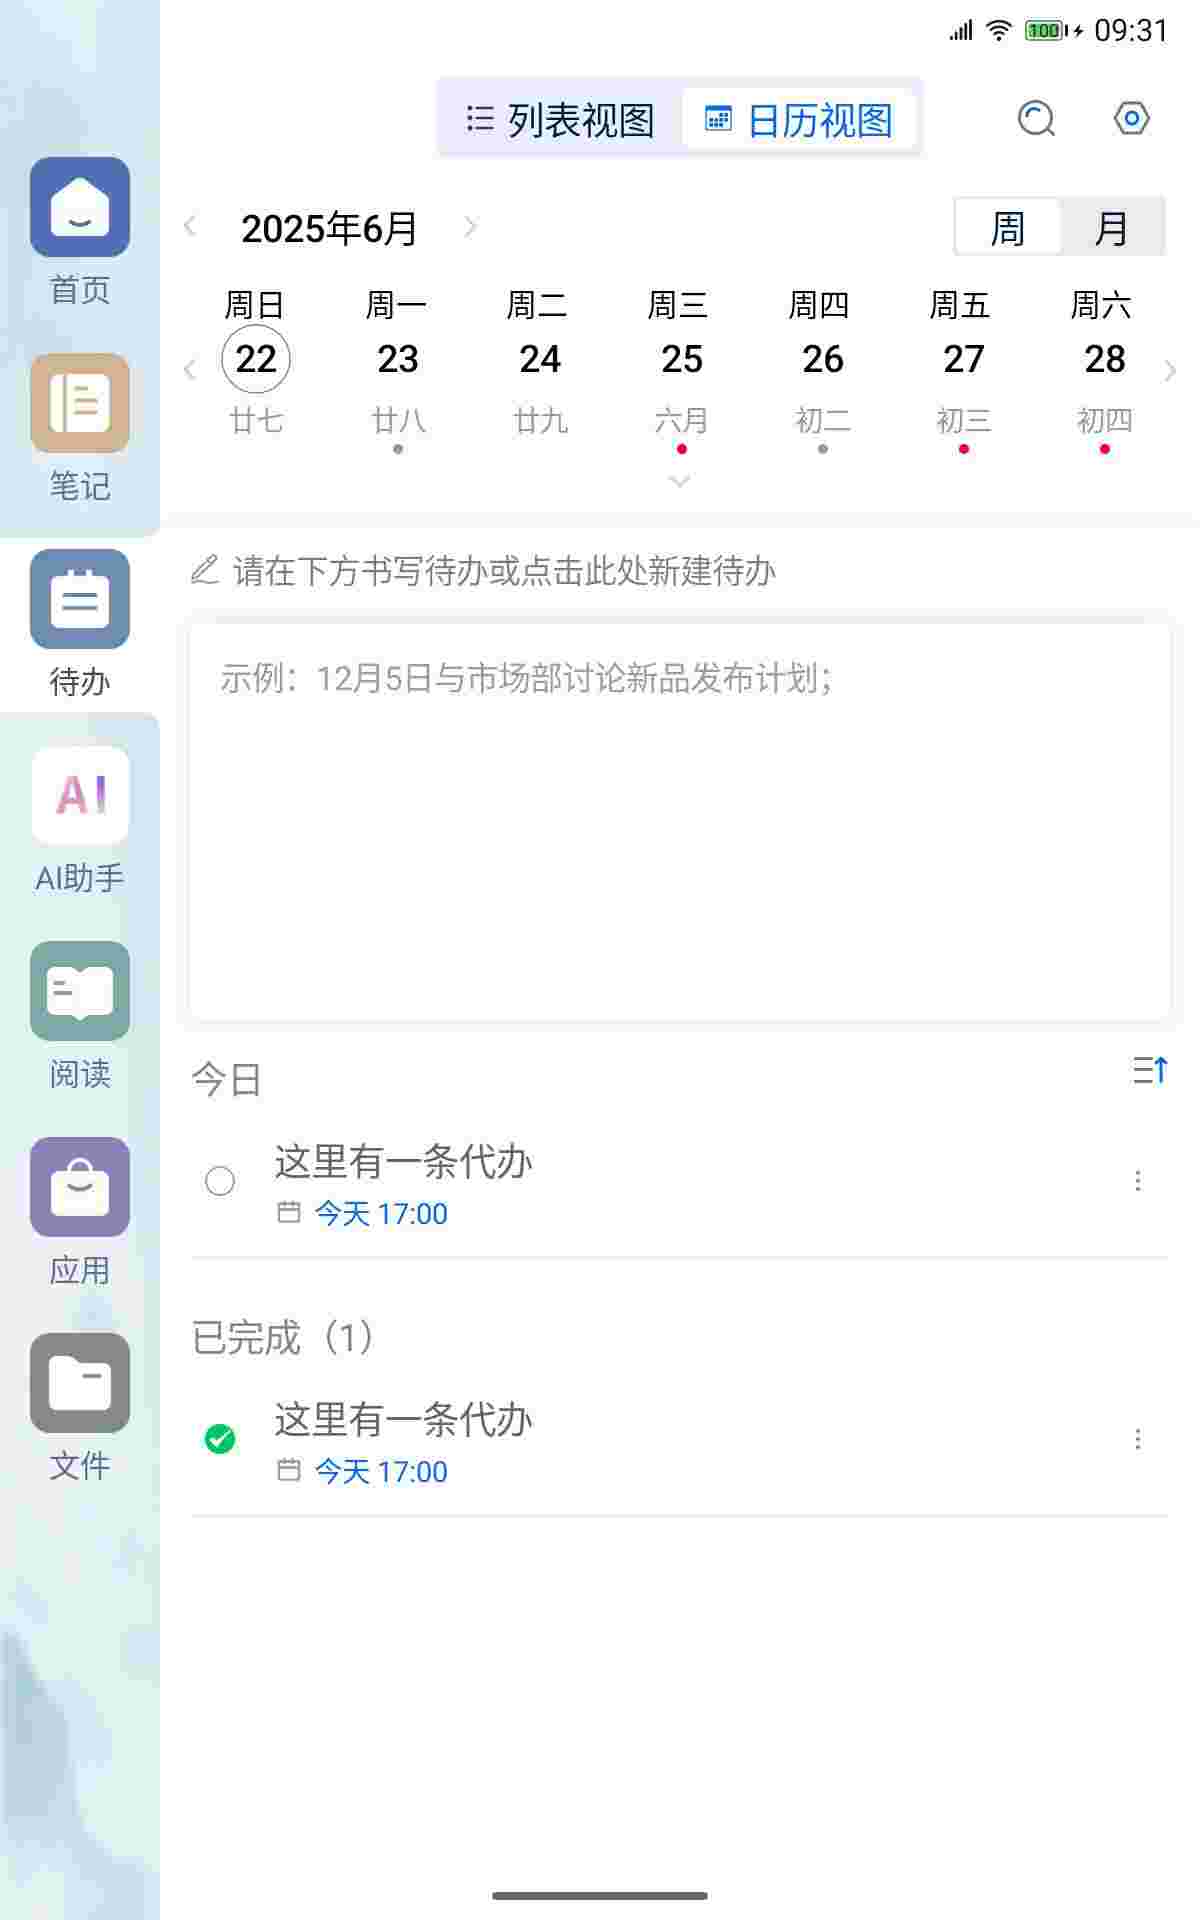 100 09:31
列表视图 日历视图
2025年6月 周 月
周日 周一 周二 周三 周四 周五 周六
22 23 24 25 26 27 28
廿七 廿八 廿九 六月 初二 初三 初四
请在下方书写待办或点击此处新建待办
示例：12月5日与市场部讨论新品发布计划；
今日
这里有一条代办
今天 17:00
已完成（1）
这里有一条代办
今天 17:00
首页
笔记
待办
AI
AI助手
阅读
应用
文件